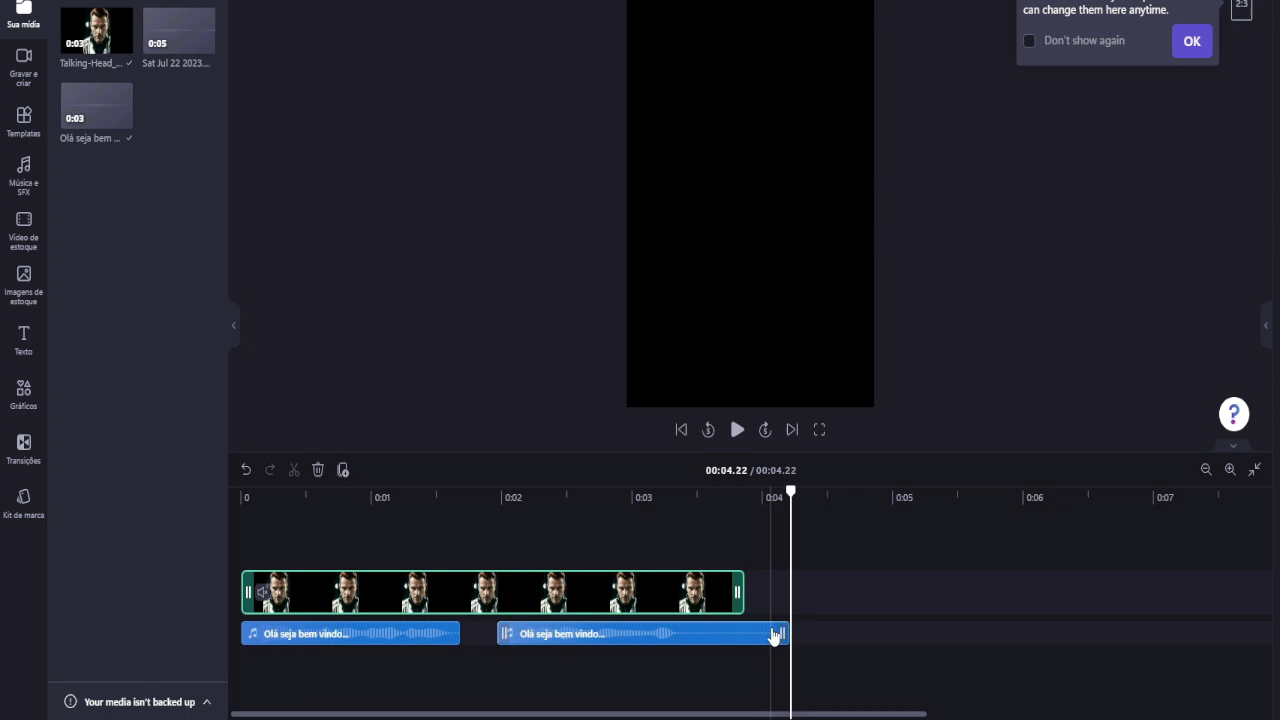 can change them here anytime.
2:3
Don't show again
OK
Sua mídia
Gravar e
criar
Templates
Música e
SFX
Vídeo de
estoque
Imagens de
estoque
Texto
Gráficos
Transições
Kit de marca
0:03
Talking-Head_...
0:05
Sat Jul 22 2023....
0:03
Olá seja bem ...
Your media isn't backed up
5
5
?
00:04.22 / 00:04.22
0
0:01
0:02
0:03
0:04
0:05
0:06
0:07
Olá seja bem vindo...
Olá seja bem vindo...